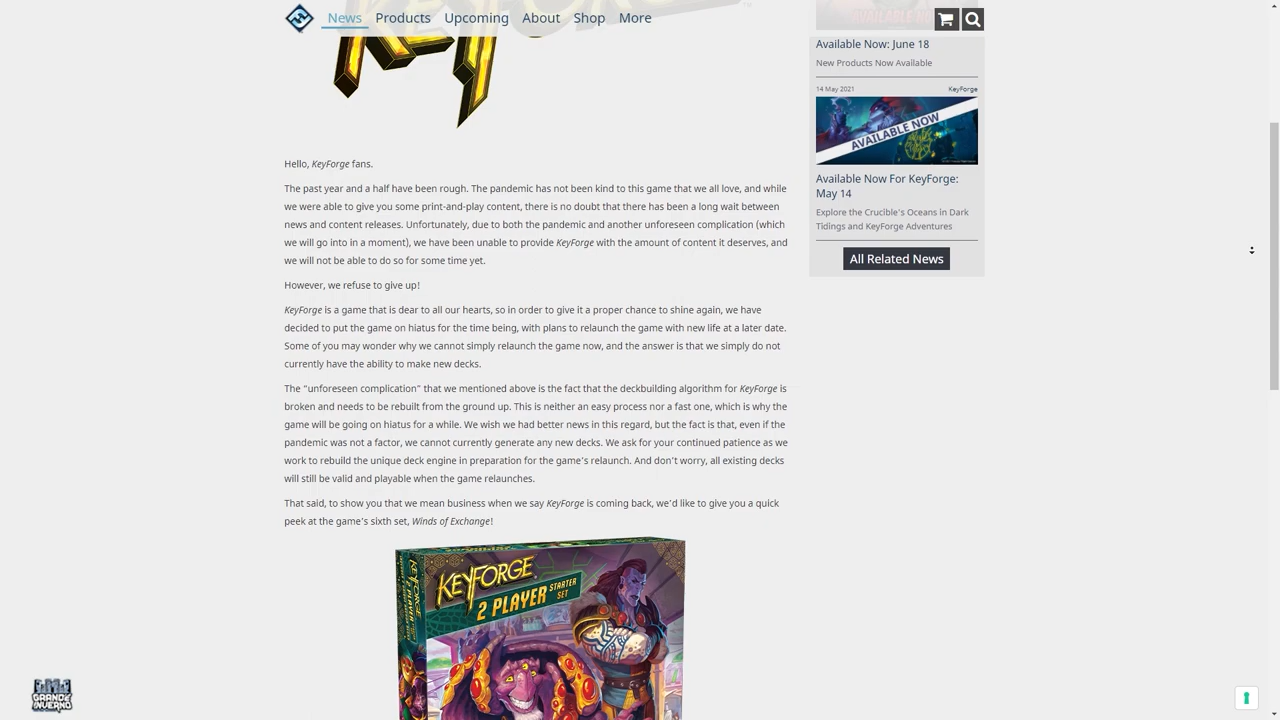 News Products Upcoming About Shop More
KEYFORGE
Available Now: June 18
New Products Now Available
14 May 2021 KeyForge
AVAILABLE NOW
Available Now For KeyForge:
May 14
Explore the Crucible's Oceans in Dark
Tidings and KeyForge Adventures
All Related News
Hello, KeyForge fans.
The past year and a half have been rough. The pandemic has not been kind to this game that we all love, and while
we were able to give you some print-and-play content, there is no doubt that there has been a long wait between
news and content releases. Unfortunately, due to both the pandemic and another unforeseen complication (which
we will go into in a moment), we have been unable to provide KeyForge with the amount of content it deserves, and
we will not be able to do so for some time yet.
However, we refuse to give up!
KeyForge is a game that is dear to all our hearts, so in order to give it a proper chance to shine again, we have
decided to put the game on hiatus for the time being, with plans to relaunch the game with new life at a later date.
Some of you may wonder why we cannot simply relaunch the game now, and the answer is that we simply do not
currently have the ability to make new decks.
The "unforeseen complication" that we mentioned above is the fact that the deckbuilding algorithm for KeyForge is
broken and needs to be rebuilt from the ground up. This is neither an easy process nor a fast one, which is why the
game will be going on hiatus for a while. We wish we had better news in this regard, but the fact is that, even if the
pandemic was not a factor, we cannot currently generate any new decks. We ask for your continued patience as we
work to rebuild the unique deck engine in preparation for the game's relaunch. And don't worry, all existing decks
will still be valid and playable when the game relaunches.
That said, to show you that we mean business when we say KeyForge is coming back, we'd like to give you a quick
peek at the game's sixth set, Winds of Exchange!
KEYFORGE
2 PLAYER STARTER SET
GRANDE INVERNO